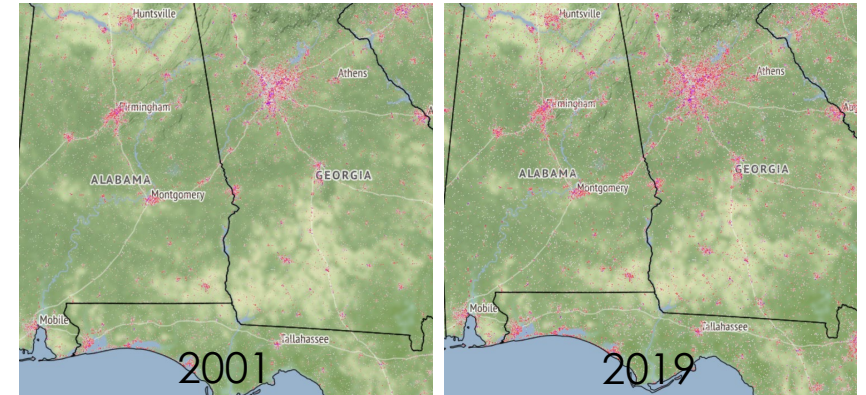 Huntsville
Athens
Birmingham
ALABAMA
GEORGIA
Montgomery
Mobile
Tallahassee
2001
Huntsville
Athens
Birmingham
ALABAMA
GEORGIA
Montgomery
Mobile
Tallahassee
2019